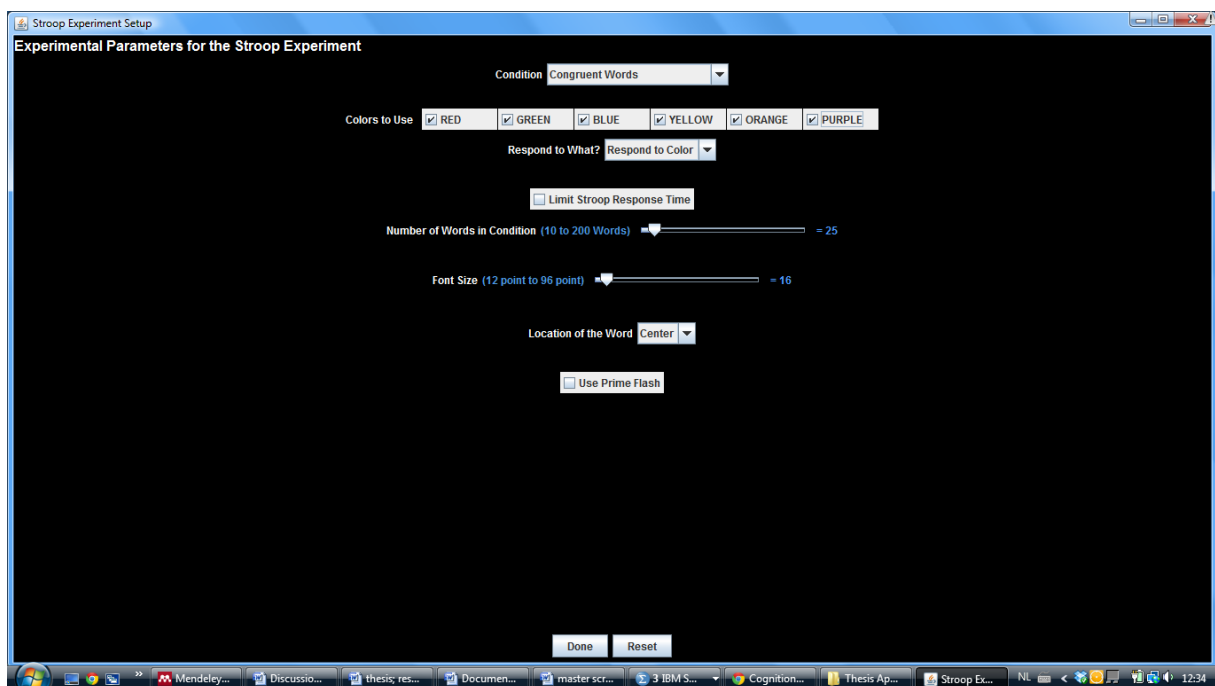 Stroop Experiment Setup
Experimental Parameters for the Stroop Experiment
Condition Congruent Words
Colors to Use RED GREEN BLUE YELLOW ORANGE PURPLE
Respond to What? Respond to Color
Limit Stroop Response Time
Number of Words in Condition (10 to 200 Words) = 25
Font Size (12 point to 96 point) = 16
Location of the Word Center
Use Prime Flash
Done Reset
» Mendeley... Discussio... thesis; res... Documen... master scr... 3 IBM S... Cognition... Thesis Ap... Stroop Ex... NL < 12:34